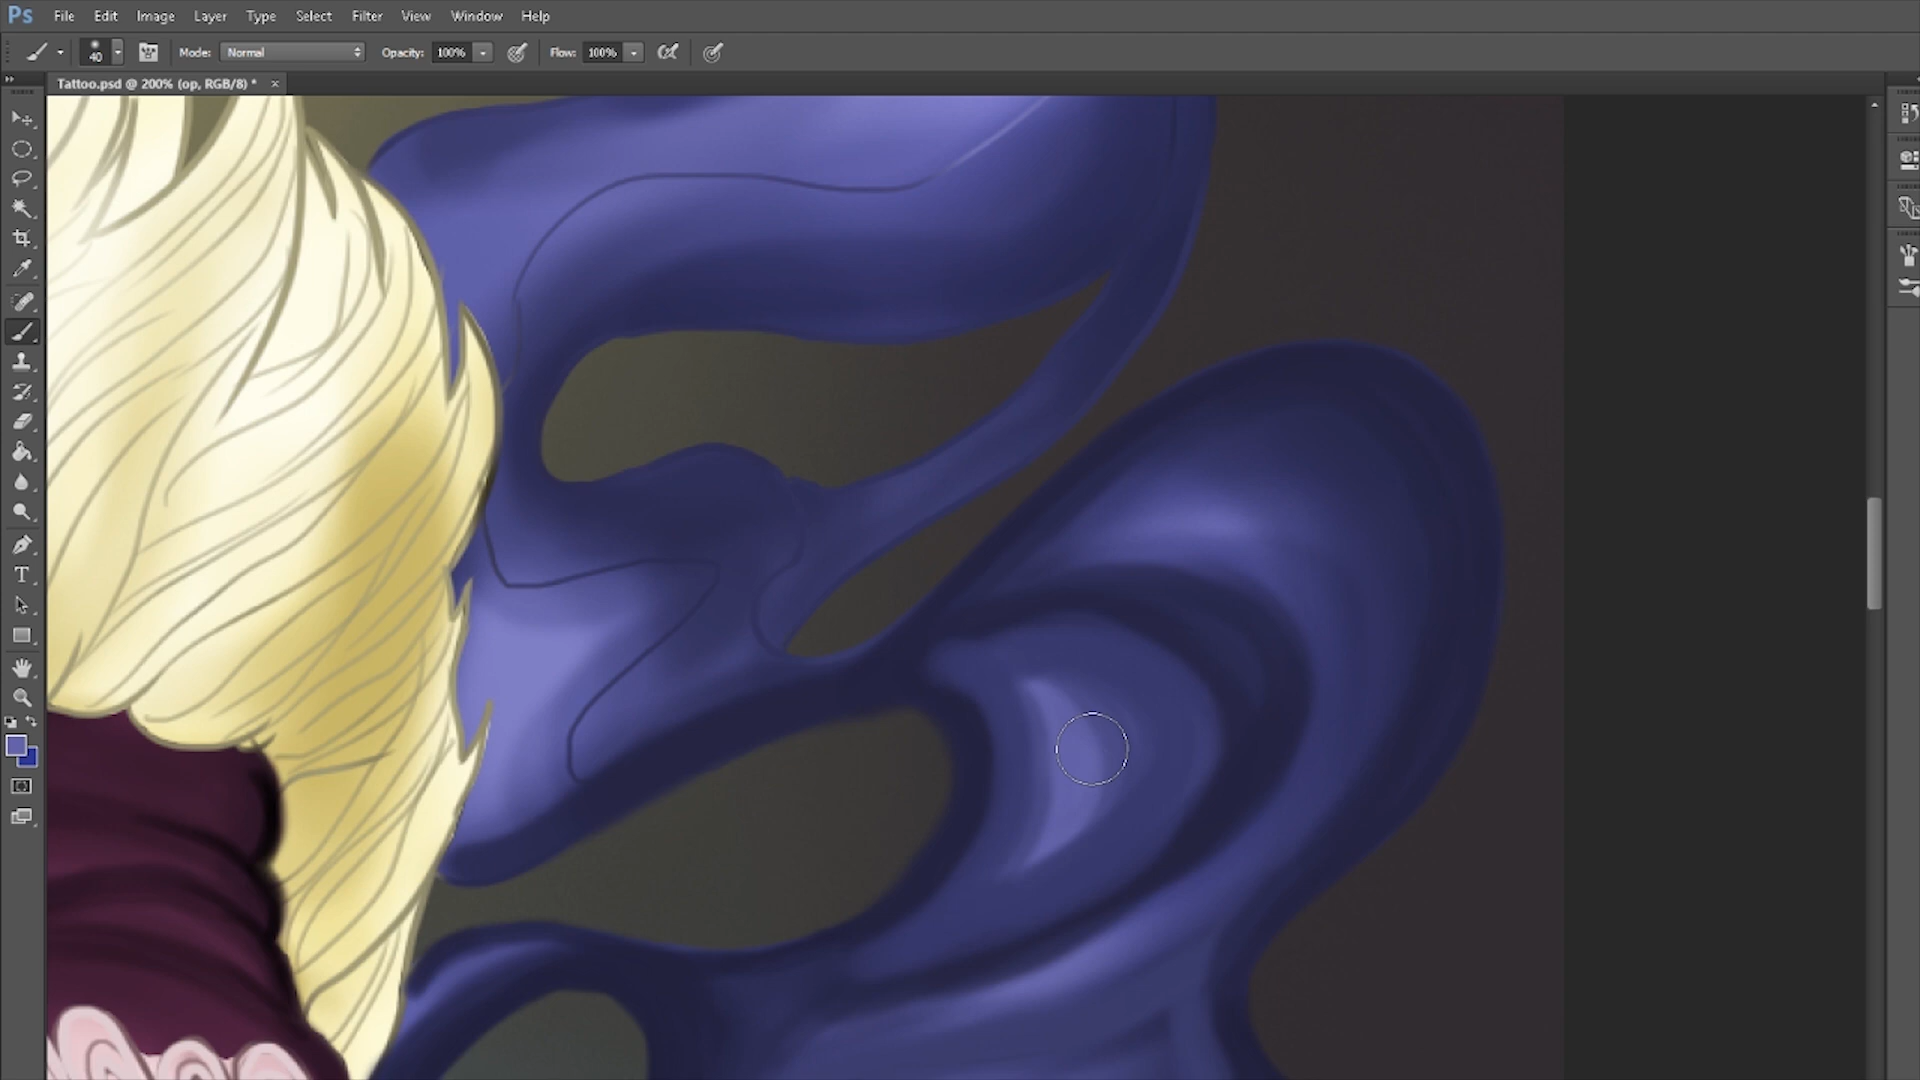 Ps File Edit Image Layer Type Select Filter View Window Help
40 Mode: Normal Opacity: 100% Flow: 100%
Tattoo.psd @ 200% (op, RGB/8) * ×
T